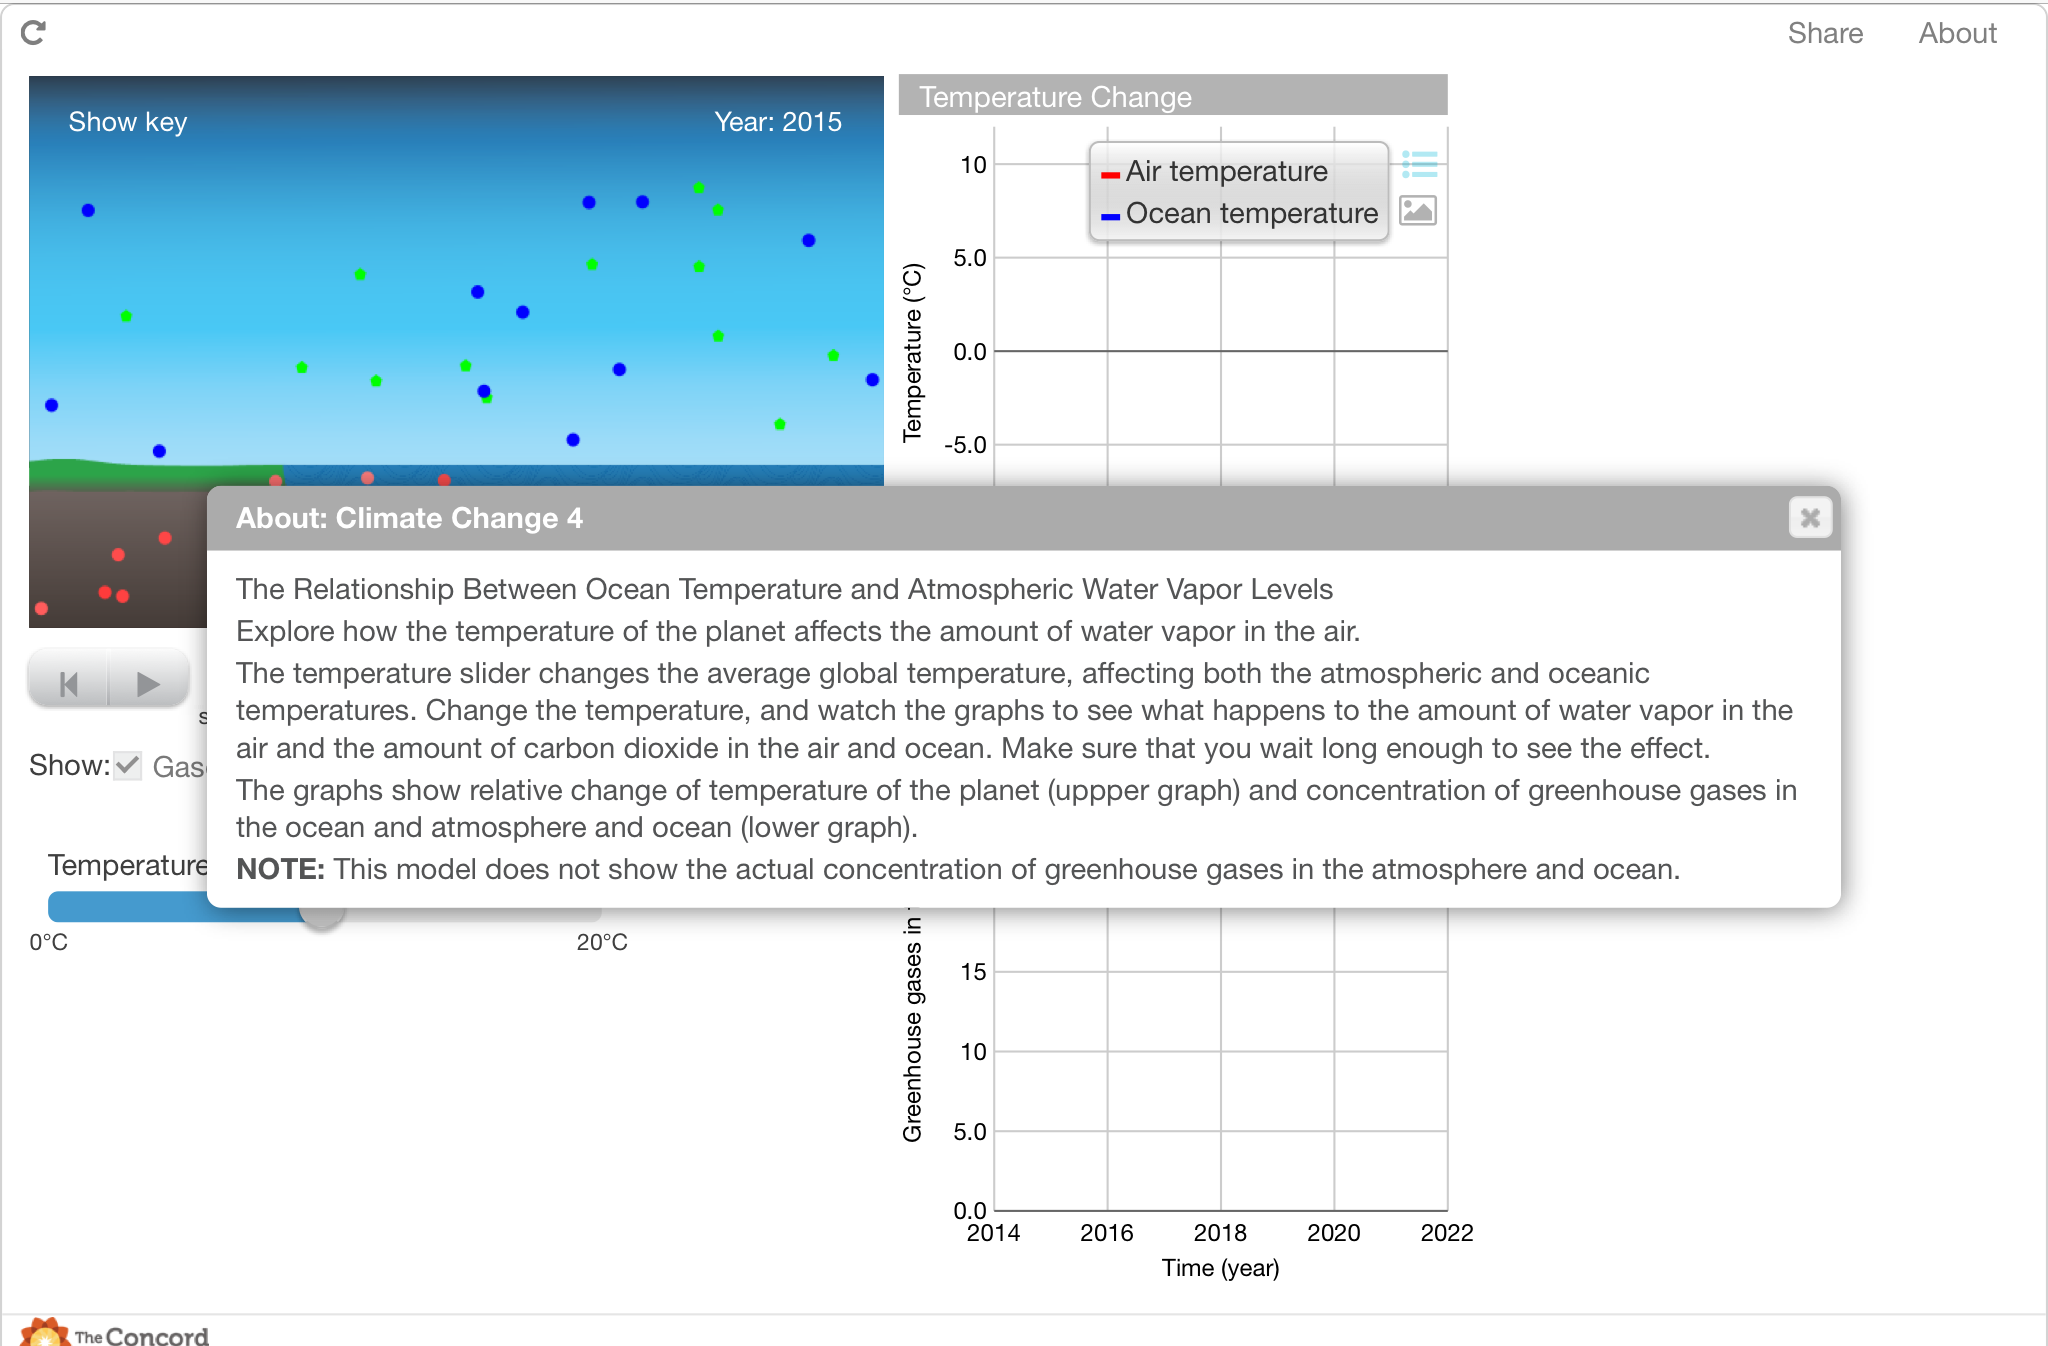 Share About
Show key
Year: 2015
Temperature Change
Air temperature
Ocean temperature
10
5.0
0.0
-5.0
Temperature (°C)
About: Climate Change 4
The Relationship Between Ocean Temperature and Atmospheric Water Vapor Levels
Explore how the temperature of the planet affects the amount of water vapor in the air.
The temperature slider changes the average global temperature, affecting both the atmospheric and oceanic
temperatures. Change the temperature, and watch the graphs to see what happens to the amount of water vapor in the
air and the amount of carbon dioxide in the air and ocean. Make sure that you wait long enough to see the effect.
The graphs show relative change of temperature of the planet (uppper graph) and concentration of greenhouse gases in
the ocean and atmosphere and ocean (lower graph).
NOTE: This model does not show the actual concentration of greenhouse gases in the atmosphere and ocean.
Show:
Temperature
0°C
20°C
Greenhouse gases in
15
10
5.0
0.0
2014 2016 2018 2020 2022
Time (year)
The Concord